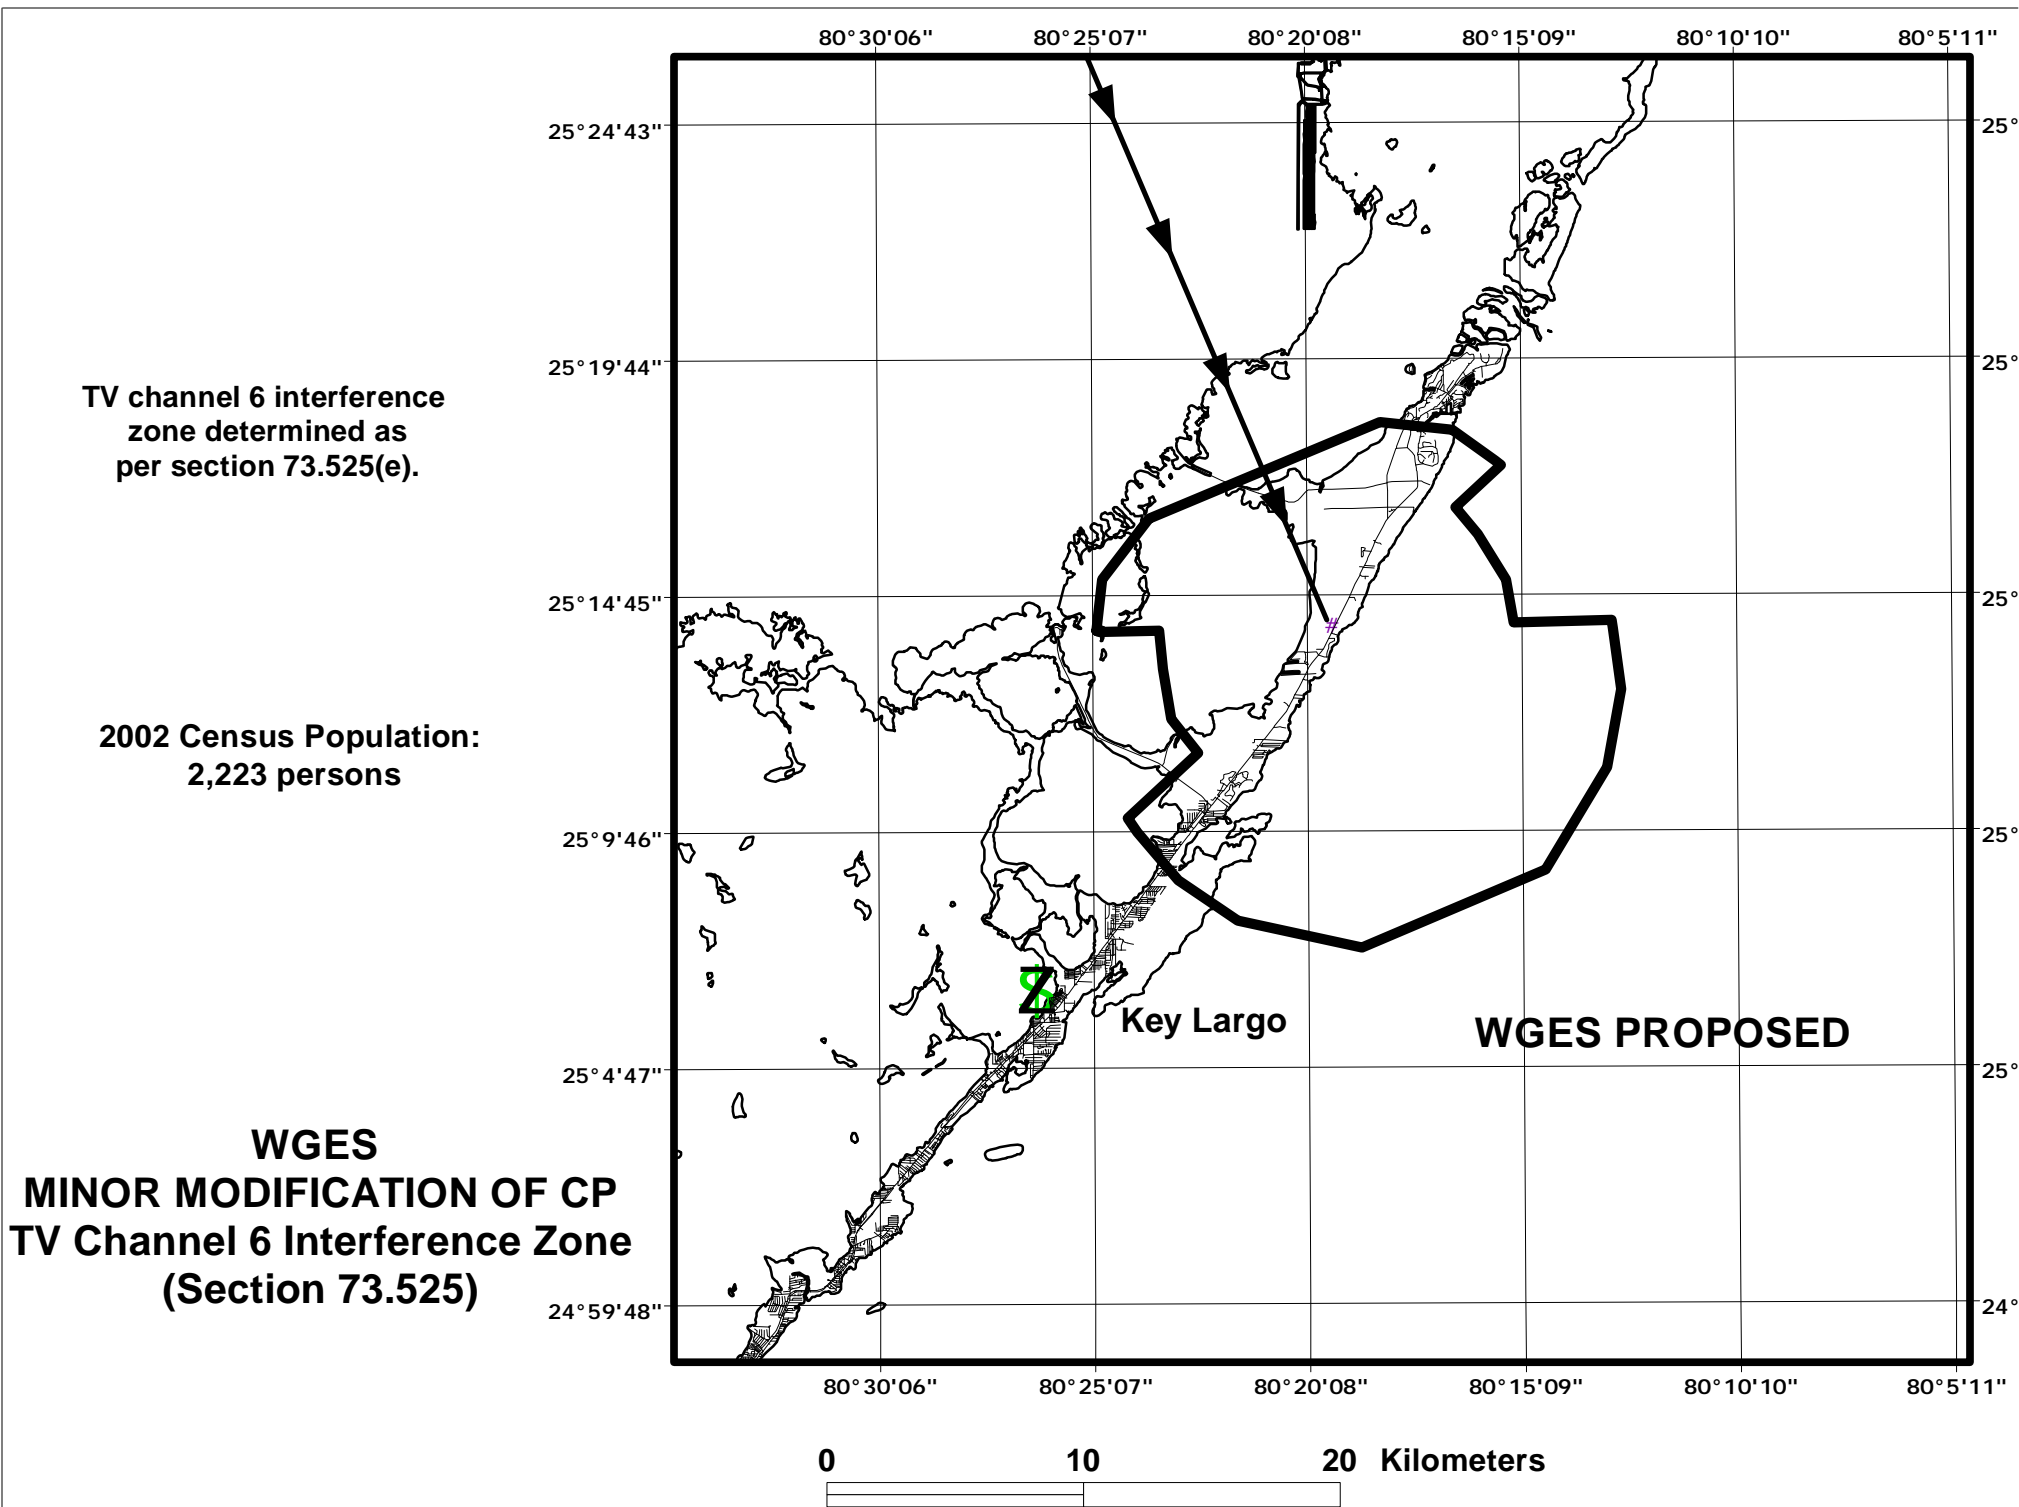 80°30'06" 80°25'07" 80°20'08" 80°15'09" 80°10'10" 80°5'11"
25°24'43" 25°
25°19'44" 25°
TV channel 6 interference
zone determined as
per section 73.525(e).
25°14'45" 25°
#
2002 Census Population:
2,223 persons
25°9'46" 25°
$
Z
Key Largo
WGES PROPOSED
25°4'47" 25°
WGES
MINOR MODIFICATION OF CP
TV Channel 6 Interference Zone
(Section 73.525)
24°59'48" 24°
80°30'06" 80°25'07" 80°20'08" 80°15'09" 80°10'10" 80°5'11"
0 10 20 Kilometers